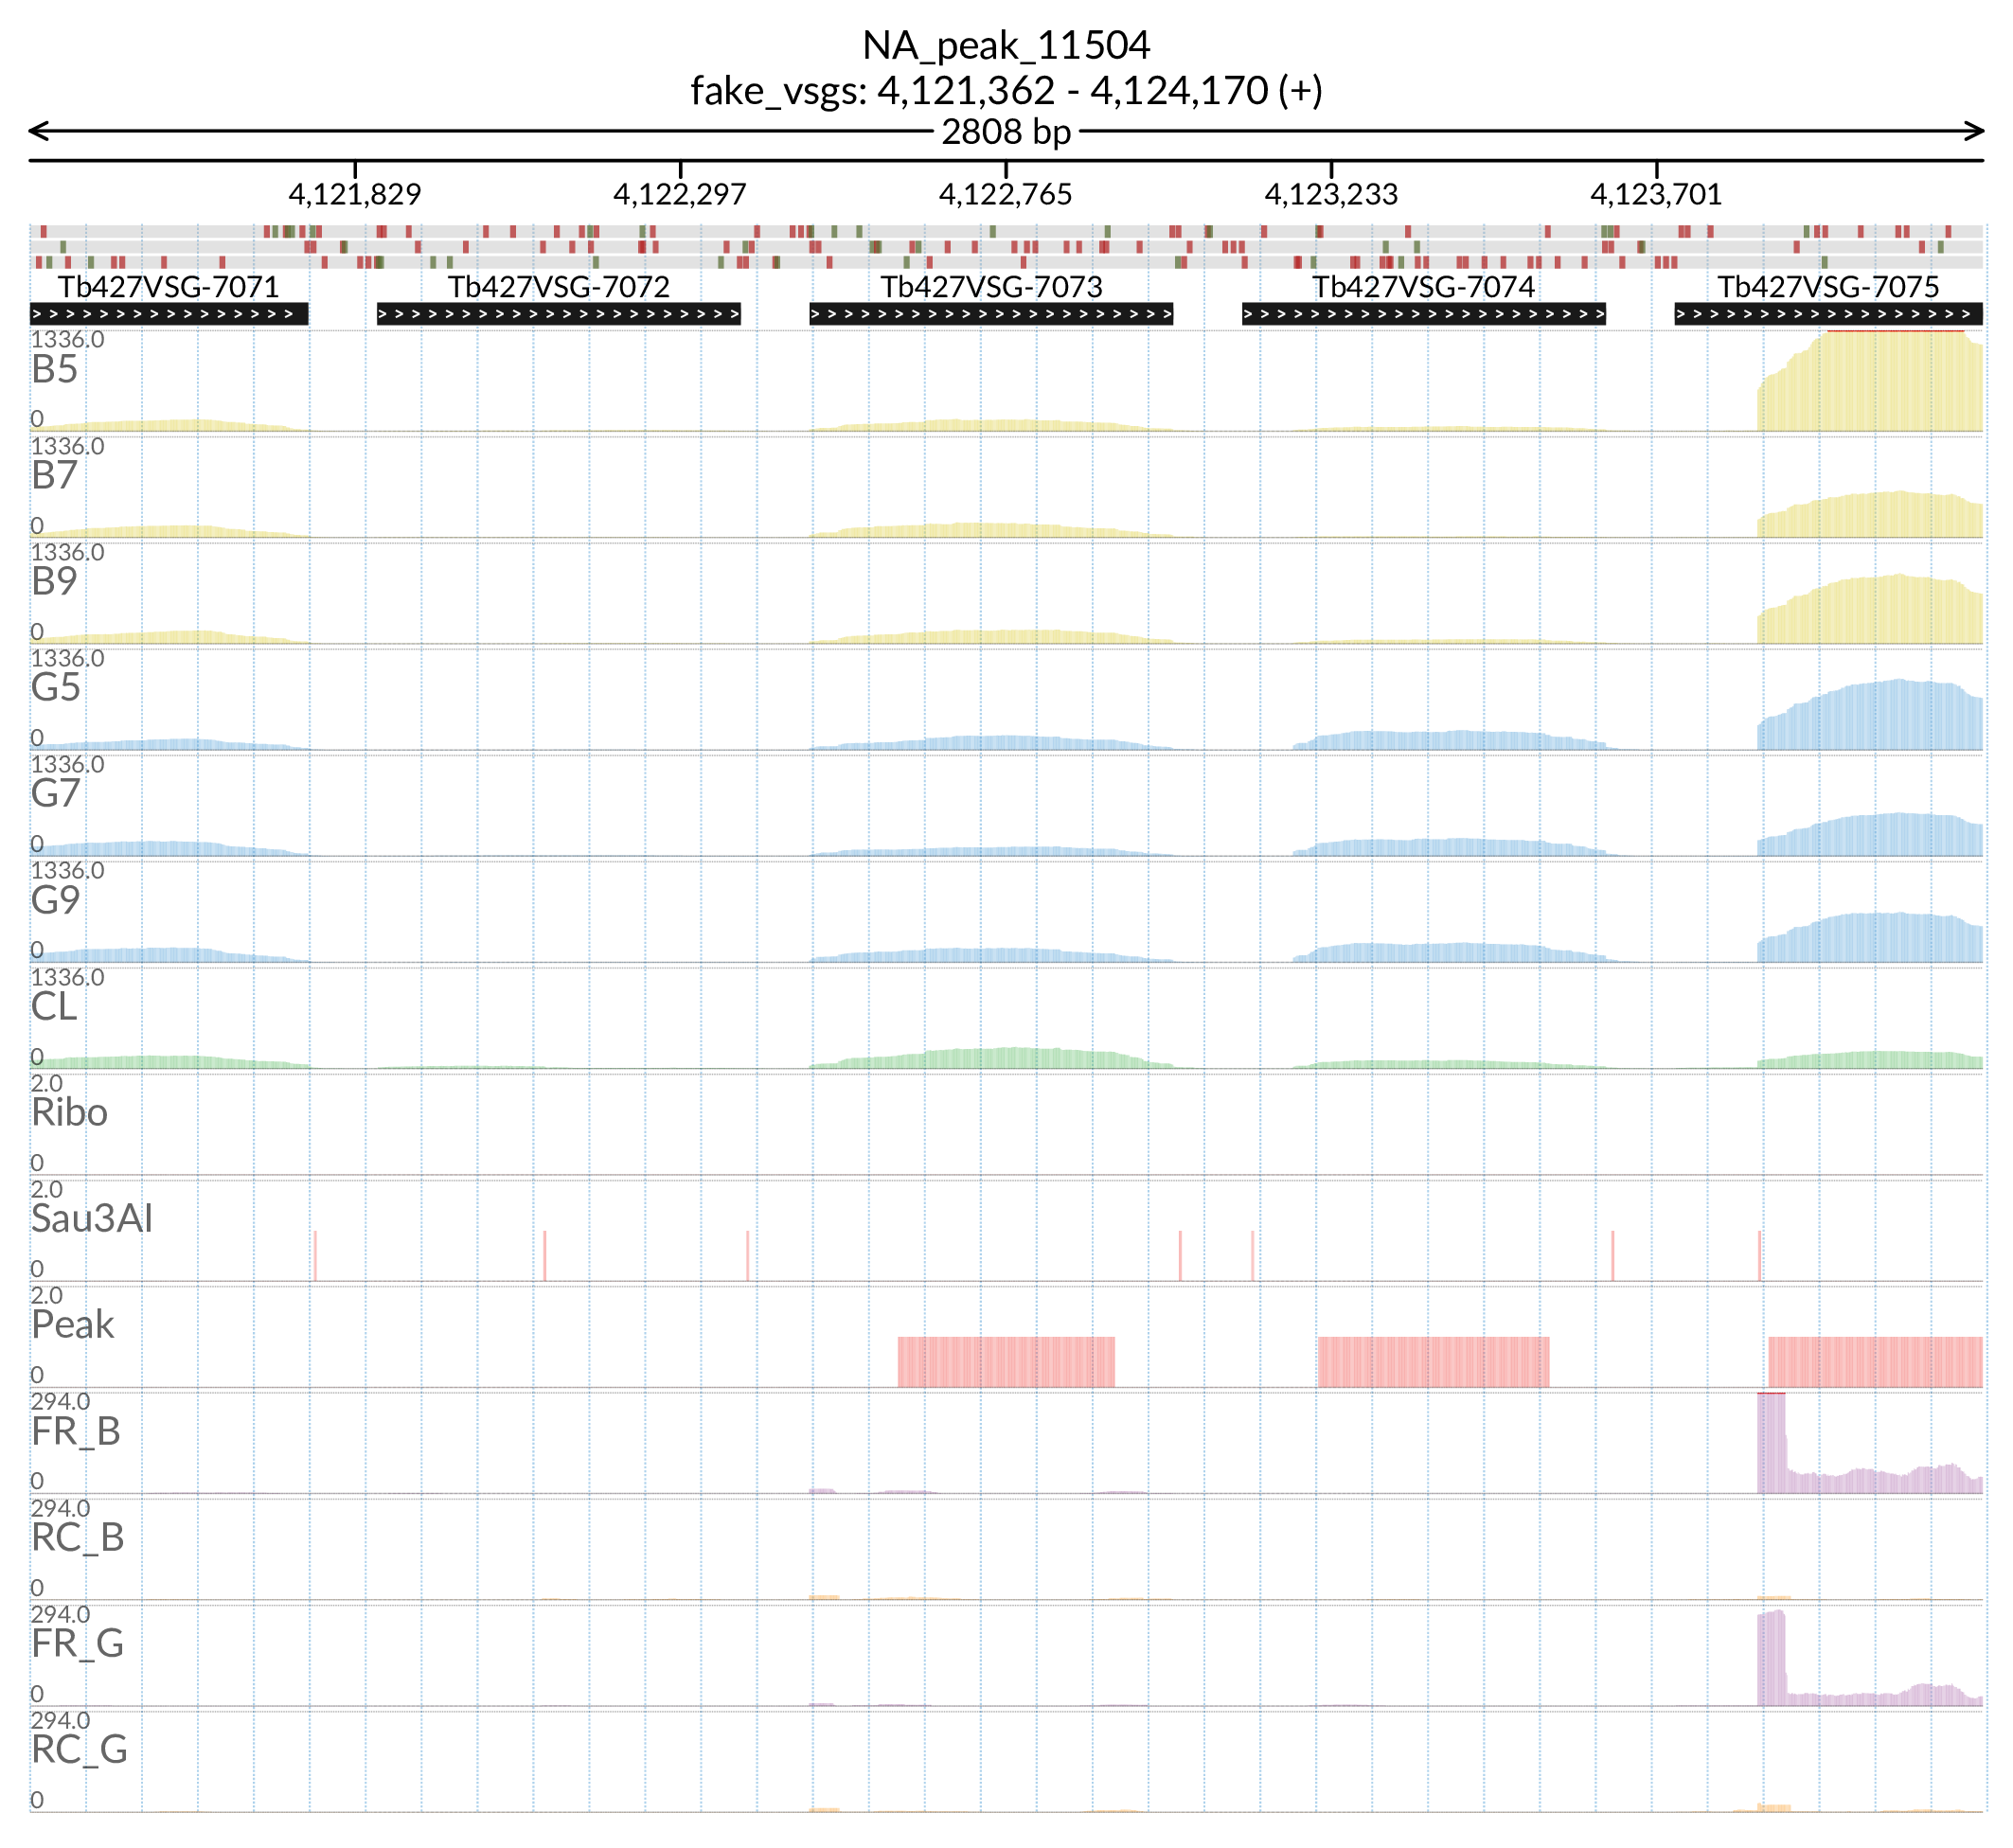 NA_peak_11504
fake_vsgs: 4,121,362 - 4,124,170 (+)
2808 bp
4,121,829 4,122,297 4,122,765 4,123,233 4,123,701
Tb427VSG-7071 Tb427VSG-7072 Tb427VSG-7073 Tb427VSG-7074 Tb427VSG-7075
1336.0
B5
0
1336.0
B7
0
1336.0
B9
0
1336.0
G5
0
1336.0
G7
0
1336.0
G9
0
1336.0
CL
0
2.0
Ribo
0
2.0
Sau3AI
0
2.0
Peak
0
294.0
FR_B
0
294.0
RC_B
0
294.0
FR_G
0
294.0
RC_G
0